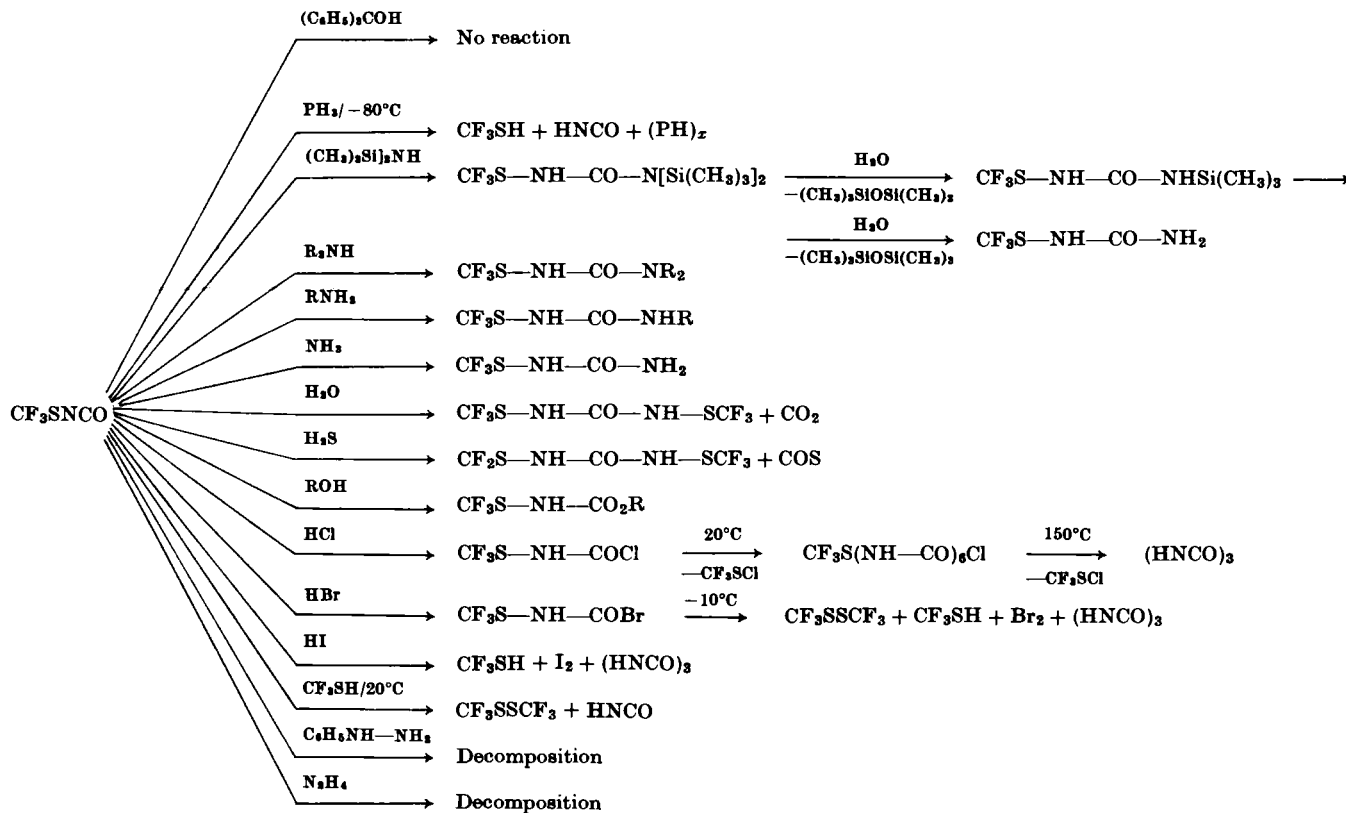 (C₆H₅)₃COH
No reaction
PH₃/−80°C
CF₃SH + HNCO + (PH)ₓ
(CH₃)₃Si]₂NH
CF₃S—NH—CO—N[Si(CH₃)₃]₂ H₂O −(CH₃)₃SiOSi(CH₃)₃ CF₃S—NH—CO—NHSi(CH₃)₃
H₂O −(CH₃)₃SiOSi(CH₃)₃ CF₃S—NH—CO—NH₂
R₂NH
CF₃S—NH—CO—NR₂
RNH₂
CF₃S—NH—CO—NHR
NH₃
CF₃S—NH—CO—NH₂
H₂O
CF₃SNCO CF₃S—NH—CO—NH—SCF₃ + CO₂
H₂S
CF₂S—NH—CO—NH—SCF₃ + COS
ROH
CF₃S—NH—CO₂R
HCl
CF₃S—NH—COCl 20°C —CF₃SCl CF₃S(NH—CO)₆Cl 150°C —CF₃SCl (HNCO)₃
HBr
CF₃S—NH—COBr −10°C CF₃SSCF₃ + CF₃SH + Br₂ + (HNCO)₃
HI
CF₃SH + I₂ + (HNCO)₃
CF₃SH/20°C
CF₃SSCF₃ + HNCO
C₆H₅NH—NH₂
Decomposition
N₂H₄
Decomposition